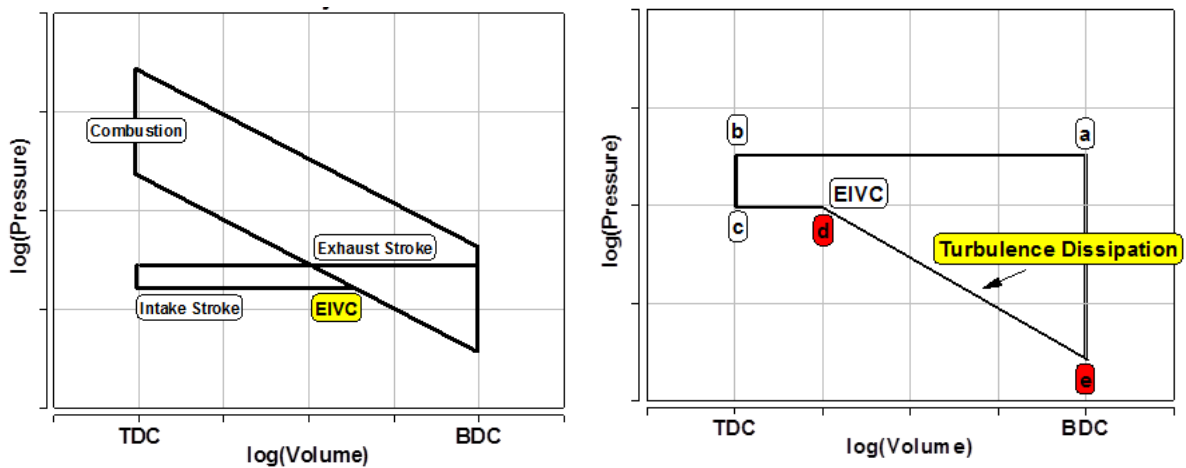 log(Pressure)
Combustion
Exhaust Stroke
Intake Stroke
EIVC
TDC
BDC
log(Volume)
log(Pressure)
b
a
EIVC
c
d
Turbulence Dissipation
e
TDC
BDC
log(Volume)